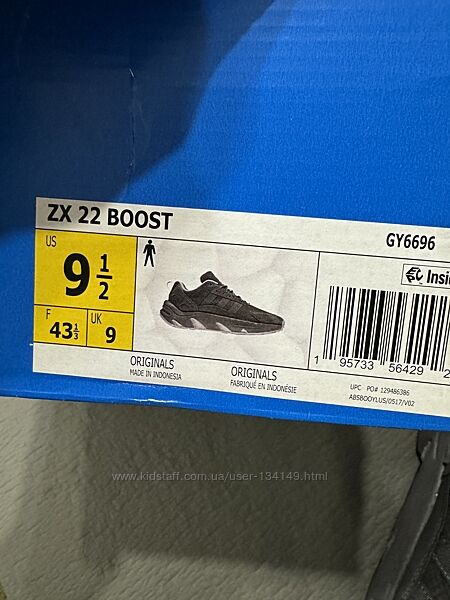 ZX 22 BOOST
GY6696
US
9 1/2
F
43 1/3
UK
9
ORIGINALS
MADE IN INDONESIA
ORIGINALS
FABRIQUÉ EN INDONÉSIE
1 95733 56429 2
UPC PO# 129486386
ABSBOOYLUS/0517/V02
www.kidstaff.com.ua/user-134149.html